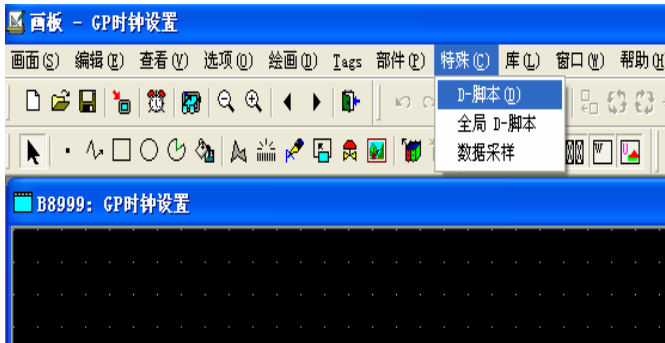 画板 - GP时钟设置
画面(S) 编辑(E) 查看(V) 选项(O) 绘画(D) Tags 部件(P) 特殊(C) 库(L) 窗口(W) 帮助(H
D-脚本(D)
全局 D-脚本
数据采样
B8999: GP时钟设置